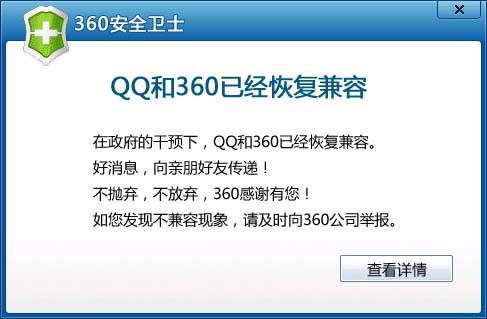 360安全卫士
QQ和360已经恢复兼容
在政府的干预下，QQ和360已经恢复兼容。
好消息，向亲朋好友传递！
不抛弃，不放弃，360感谢有您！
如您发现不兼容现象，请及时向360公司举报。
查看详情